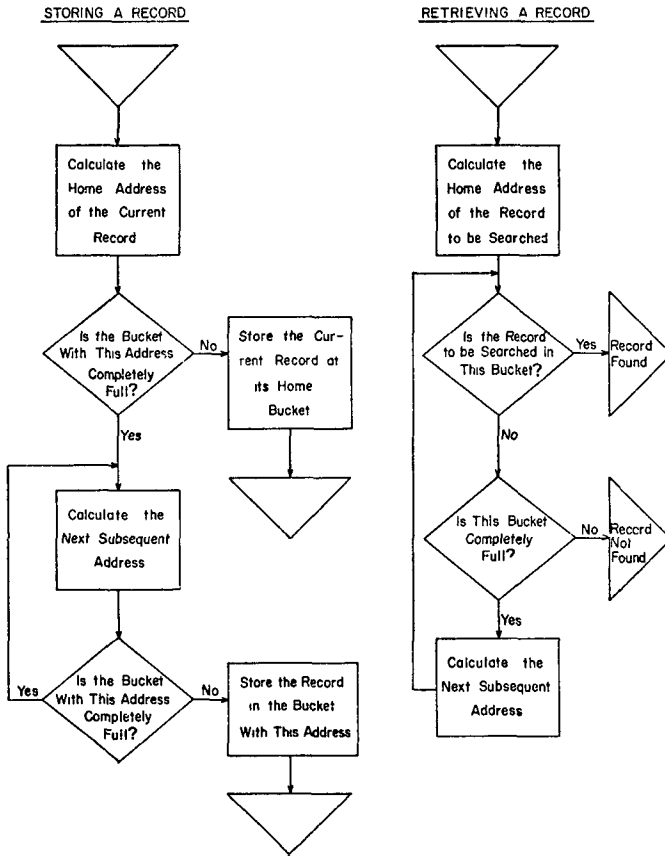 STORING A RECORD
Calculate the
Home Address
of the Current
Record
Is the Bucket
With This Address
Completely
Full?
No
Store the Cur-
rent Record at
its Home
Bucket
Yes
Calculate the
Next Subsequent
Address
Is the Bucket
With This Address
Completely
Full?
Yes
No
Store the Record
in the Bucket
With This Address
RETRIEVING A RECORD
Calculate the
Home Address
of the Record
to be Searched
Is the Record
to be Searched in
This Bucket?
Yes
Record
Found
No
Is This Bucket
Completely
Full?
No
Record
Not
Found
Yes
Calculate the
Next Subsequent
Address